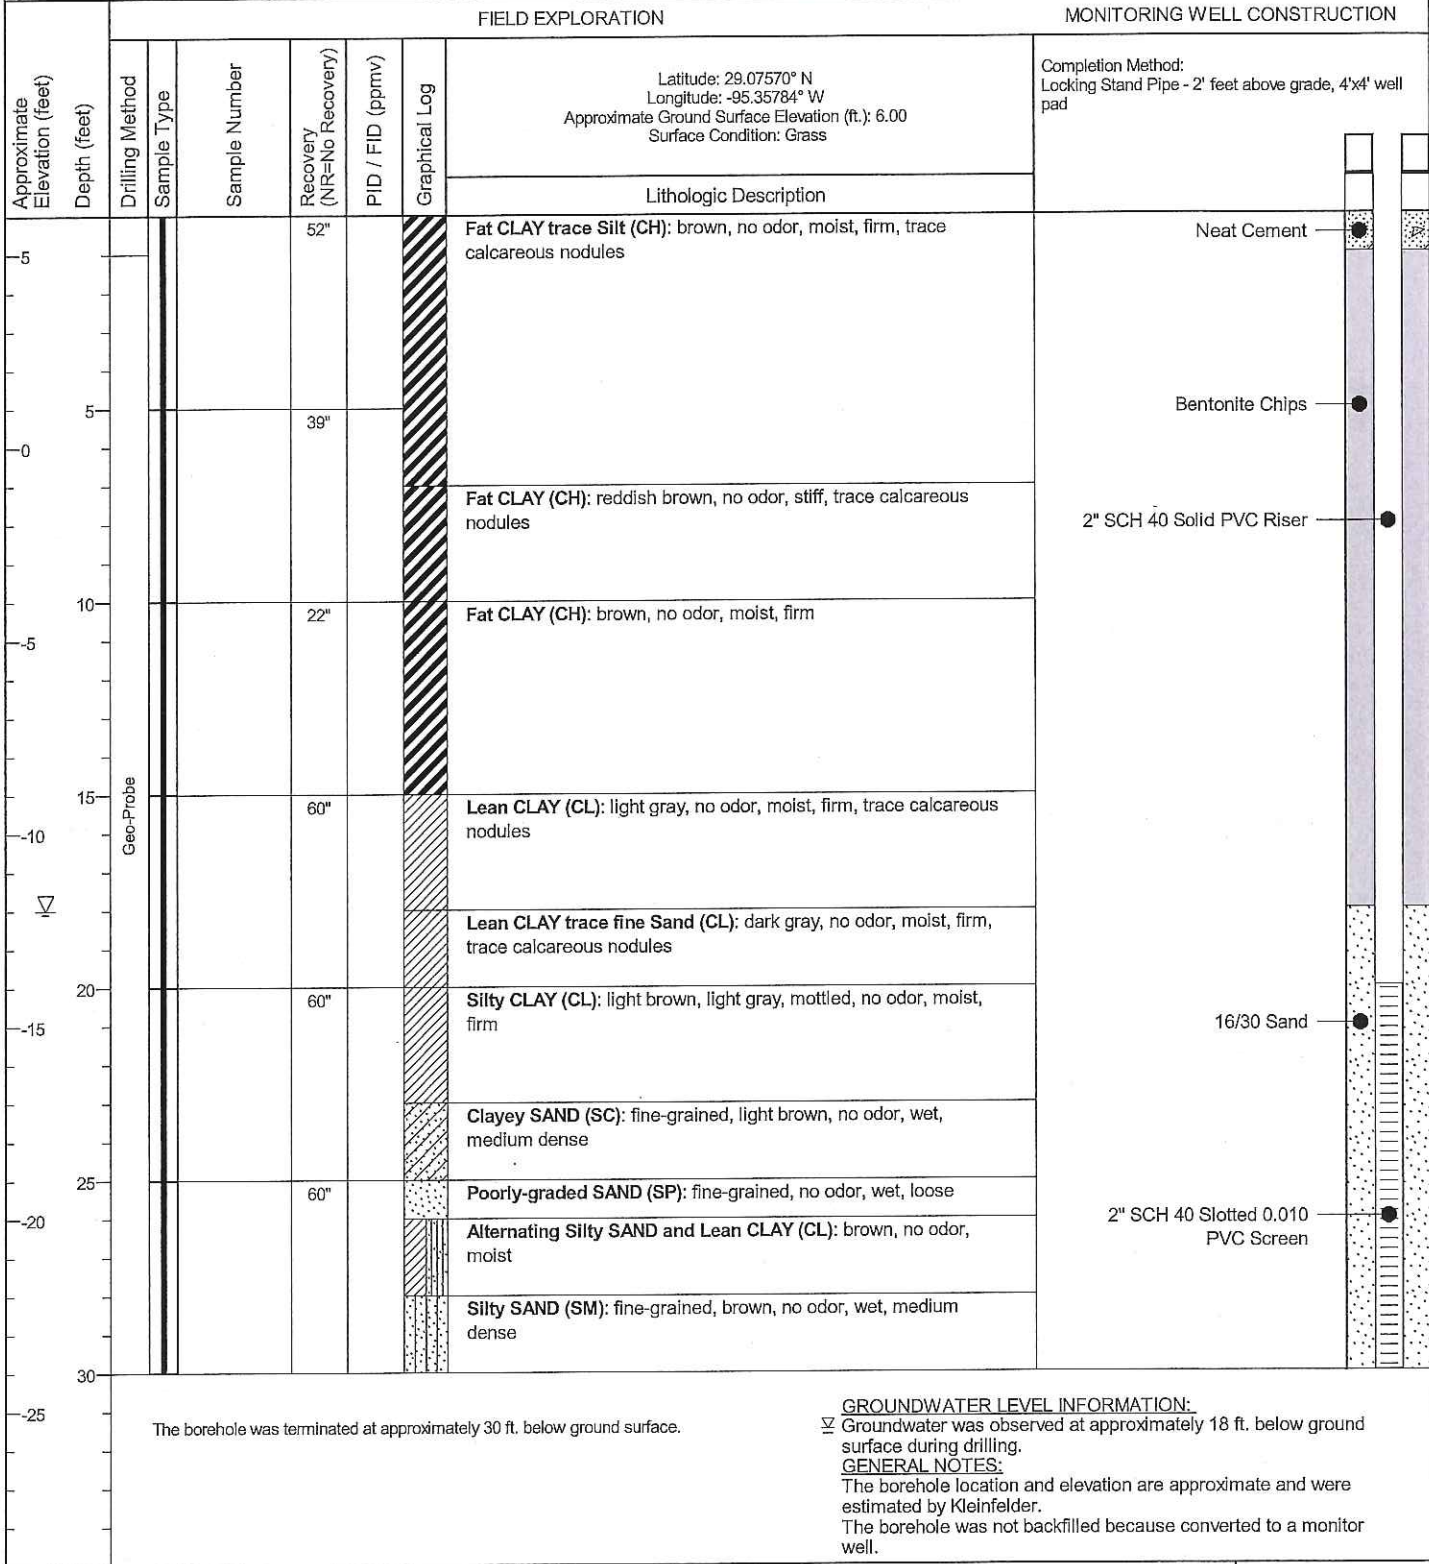 FIELD EXPLORATION
MONITORING WELL CONSTRUCTION
Approximate
Elevation (feet)
Depth (feet)
Drilling Method
Sample Type
Sample Number
Recovery
(NR=No Recovery)
PID / FID (ppmv)
Graphical Log
Latitude: 29.07570° N
Longitude: -95.35784° W
Approximate Ground Surface Elevation (ft.): 6.00
Surface Condition: Grass
Lithologic Description
Completion Method:
Locking Stand Pipe - 2' feet above grade, 4'x4' well
pad
52"
Fat CLAY trace Silt (CH): brown, no odor, moist, firm, trace
calcareous nodules
Neat Cement
5
5
39"
Bentonite Chips
0
Fat CLAY (CH): reddish brown, no odor, stiff, trace calcareous
nodules
2" SCH 40 Solid PVC Riser
10
22"
Fat CLAY (CH): brown, no odor, moist, firm
-5
Geo-Probe
15
60"
Lean CLAY (CL): light gray, no odor, moist, firm, trace calcareous
nodules
-10
Lean CLAY trace fine Sand (CL): dark gray, no odor, moist, firm,
trace calcareous nodules
20
60"
Silty CLAY (CL): light brown, light gray, mottled, no odor, moist,
firm
-15
16/30 Sand
Clayey SAND (SC): fine-grained, light brown, no odor, wet,
medium dense
25
60"
Poorly-graded SAND (SP): fine-grained, no odor, wet, loose
-20
Alternating Silty SAND and Lean CLAY (CL): brown, no odor,
moist
2" SCH 40 Slotted 0.010
PVC Screen
Silty SAND (SM): fine-grained, brown, no odor, wet, medium
dense
30
-25
The borehole was terminated at approximately 30 ft. below ground surface.
GROUNDWATER LEVEL INFORMATION:
Groundwater was observed at approximately 18 ft. below ground
surface during drilling.
GENERAL NOTES:
The borehole location and elevation are approximate and were
estimated by Kleinfelder.
The borehole was not backfilled because converted to a monitor
well.